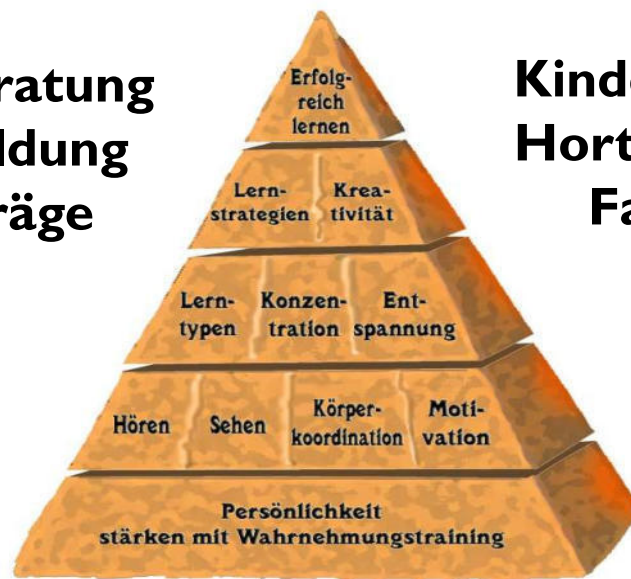 ratung
ldung
räge
Kinde
Hort
Fa
Erfolg-
reich
lernen
Lern-
strategien
Krea-
tivität
Lern-
typen
Konzen-
tration
Ent-
spannung
Hören
Sehen
Körper-
koordination
Moti-
vation
Persönlichkeit
stärken mit Wahrnehmungstraining